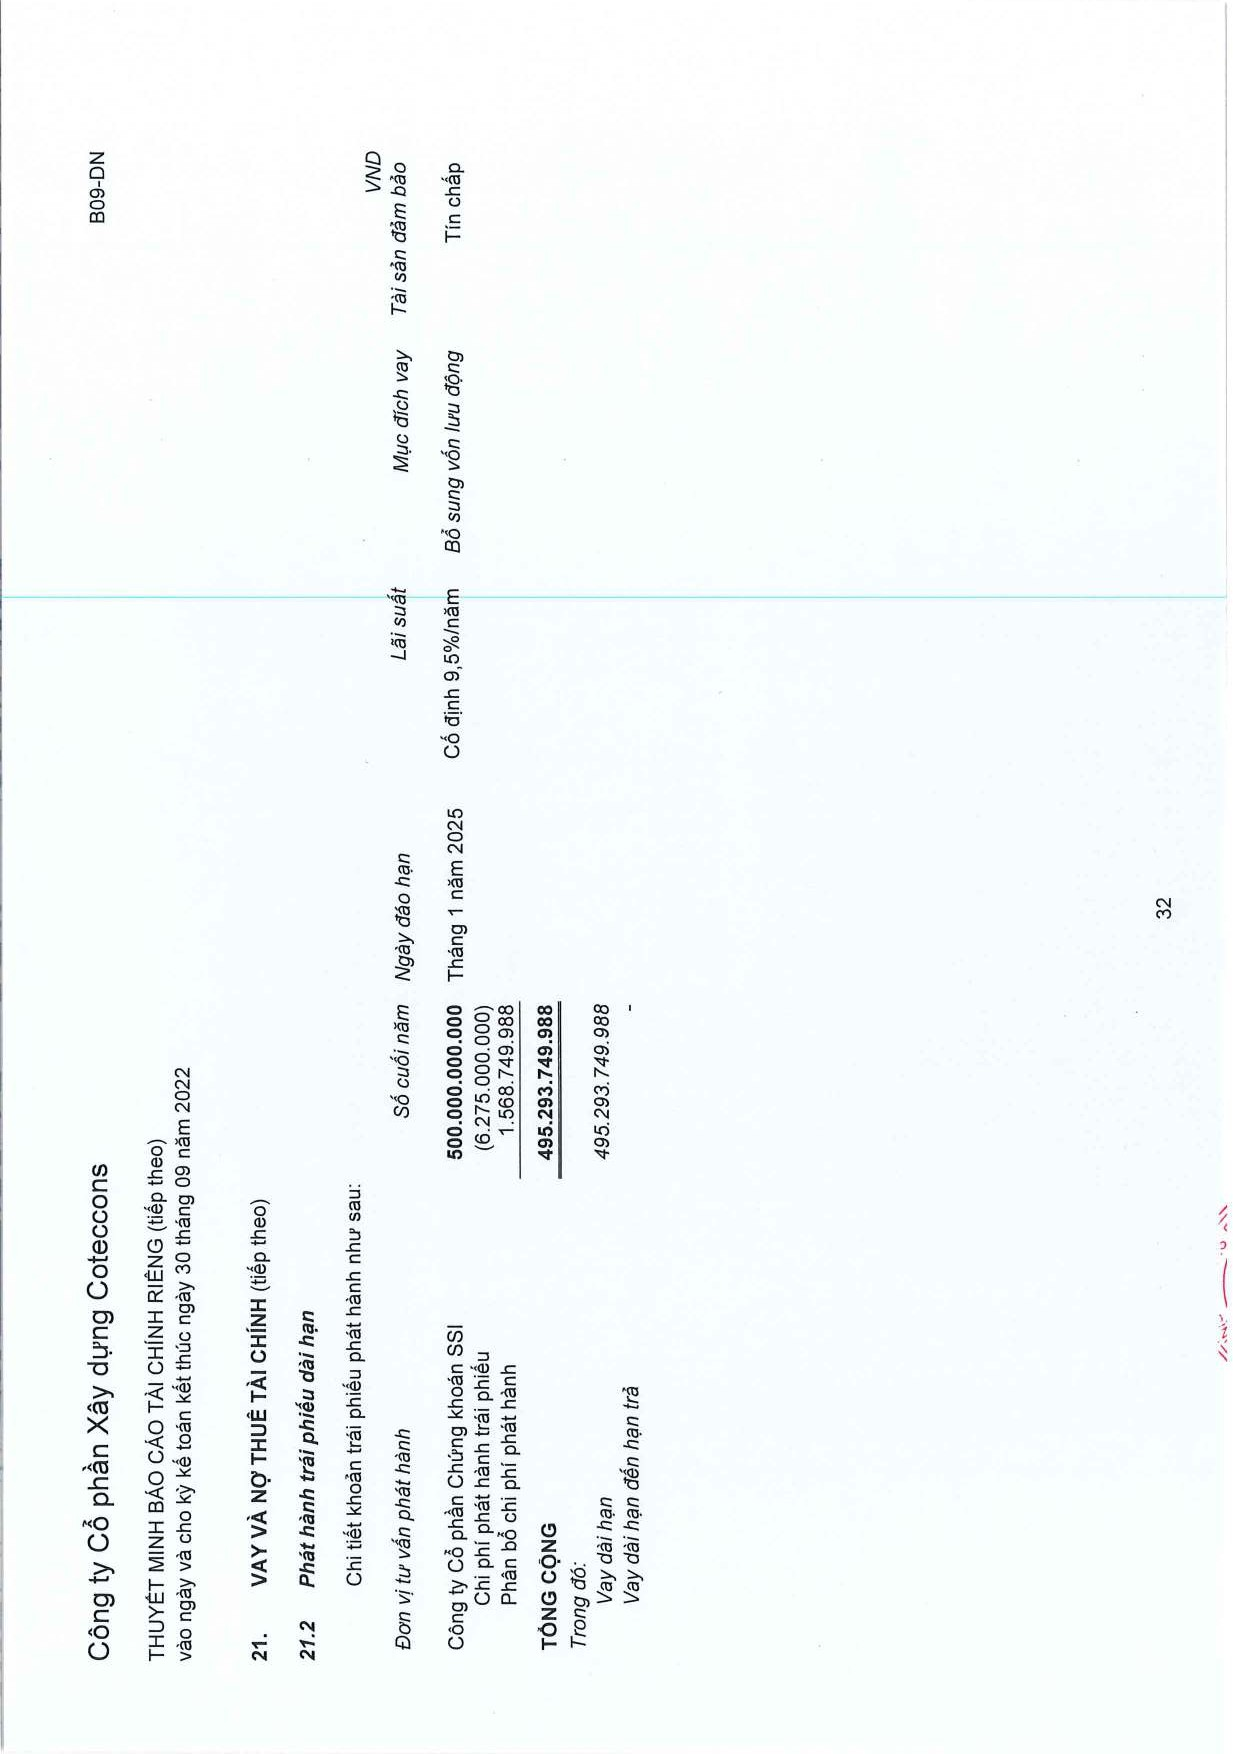 Công ty Cổ phần Xây dựng Coteccons B09-DN
THUYẾT MINH BÁO CÁO TÀI CHÍNH RIÊNG (tiếp theo)
vào ngày và cho kỳ kế toán kết thúc ngày 30 tháng 09 năm 2022
21. VAY VÀ NỢ THUÊ TÀI CHÍNH (tiếp theo)
21.2 Phát hành trái phiếu dài hạn
Chi tiết khoản trái phiếu phát hành như sau:
VND
Đơn vị tư vấn phát hành Số cuối năm Ngày đáo hạn Lãi suất Mục đích vay Tài sản đảm bảo
Công ty Cổ phần Chứng khoán SSI 500.000.000.000 Tháng 1 năm 2025 Cố định 9,5%/năm Bổ sung vốn lưu động Tín chấp
Chi phí phát hành trái phiếu (6.275.000.000)
Phân bổ chi phí phát hành 1.568.749.988
TỔNG CỘNG 495.293.749.988
Trong đó:
Vay dài hạn 495.293.749.988
Vay dài hạn đến hạn trả -
32